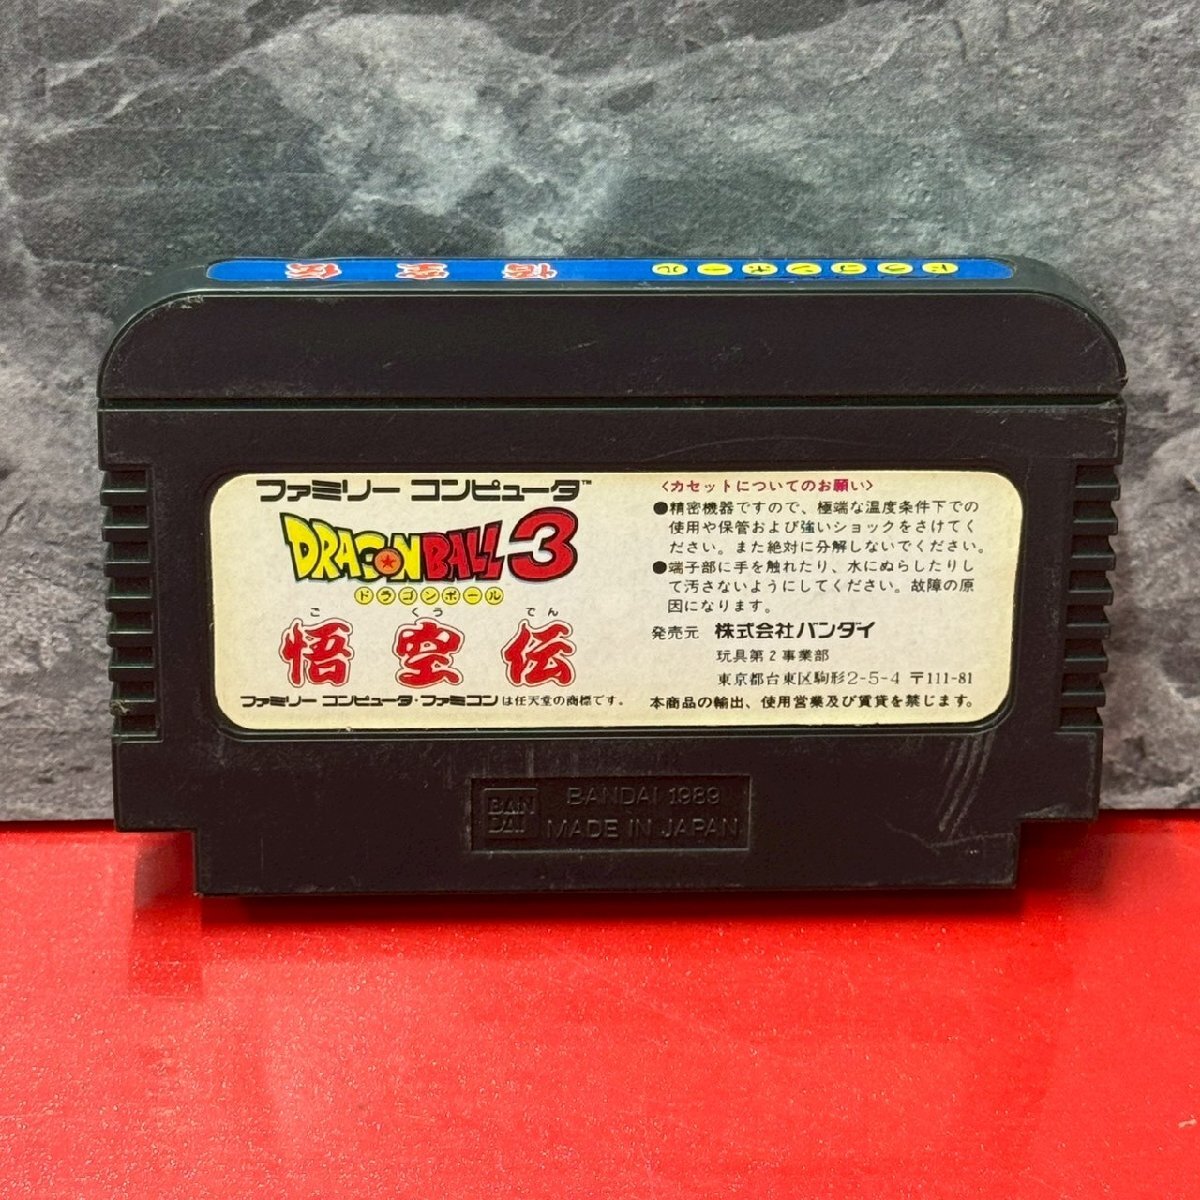 ドラゴンボール 悟空伝
ファミリー コンピュータ™
DRAGON BALL 3
ドラゴンボール
ご くう でん
悟空伝
ファミリー コンピュータ・ファミコンは任天堂の商標です。
〈カセットについてのお願い〉
●精密機器ですので、極端な温度条件下での
使用や保管および強いショックをさけてく
ださい。また絶対に分解しないでください。
●端子部に手を触れたり、水にぬらしたりし
て汚さないようにしてください。故障の原
因になります。
発売元 株式会社バンダイ
玩具第2事業部
東京都台東区駒形2-5-4 〒111-81
本商品の輸出、使用営業及び賃貸を禁じます。
BAN
DAI
BANDAI 1989
MADE IN JAPAN